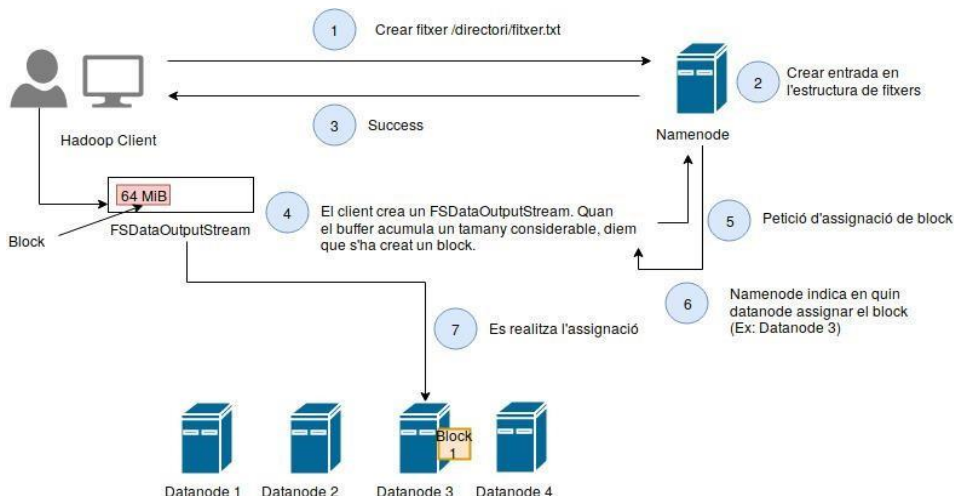 1
Crear fitxer /directori/fitxer.txt
2
Crear entrada en
l'estructura de fitxers
3
Success
Hadoop Client
Namenode
64 MiB
FSDataOutputStream
Block
4
El client crea un FSDataOutputStream. Quan
el buffer acumula un tamany considerable, diem
que s'ha creat un block.
5
Petició d'assignació de block
6
Namenode indica en quin
datanode assignar el block
(Ex: Datanode 3)
7
Es realitza l'assignació
Block
1
Datanode 1
Datanode 2
Datanode 3
Datanode 4